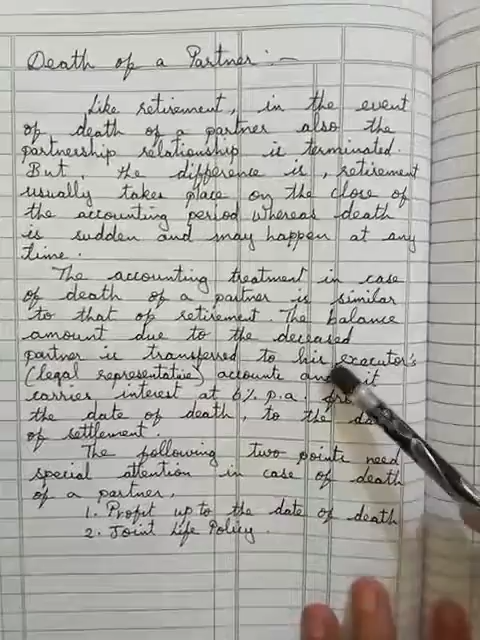 Death of a Partner :-
Like retirement, in the event
of death of a partner also the
partnership relationship is terminated.
But, the difference is, retirement
usually takes place on the close of
the accounting period whereas death
is sudden and may happen at any
time.
The accounting treatment in case
of death of a partner is similar
to that of retirement The balance
amount due to the deceased
partner is transferred to his executor's
(legal representative) accounts and it
carries interest at 6% p.a.
the date of death, to the
of settlement.
The following two points need
special attention in case of death
of a partner.
1. Profit up to the date of death
2. Joint Life Policy.